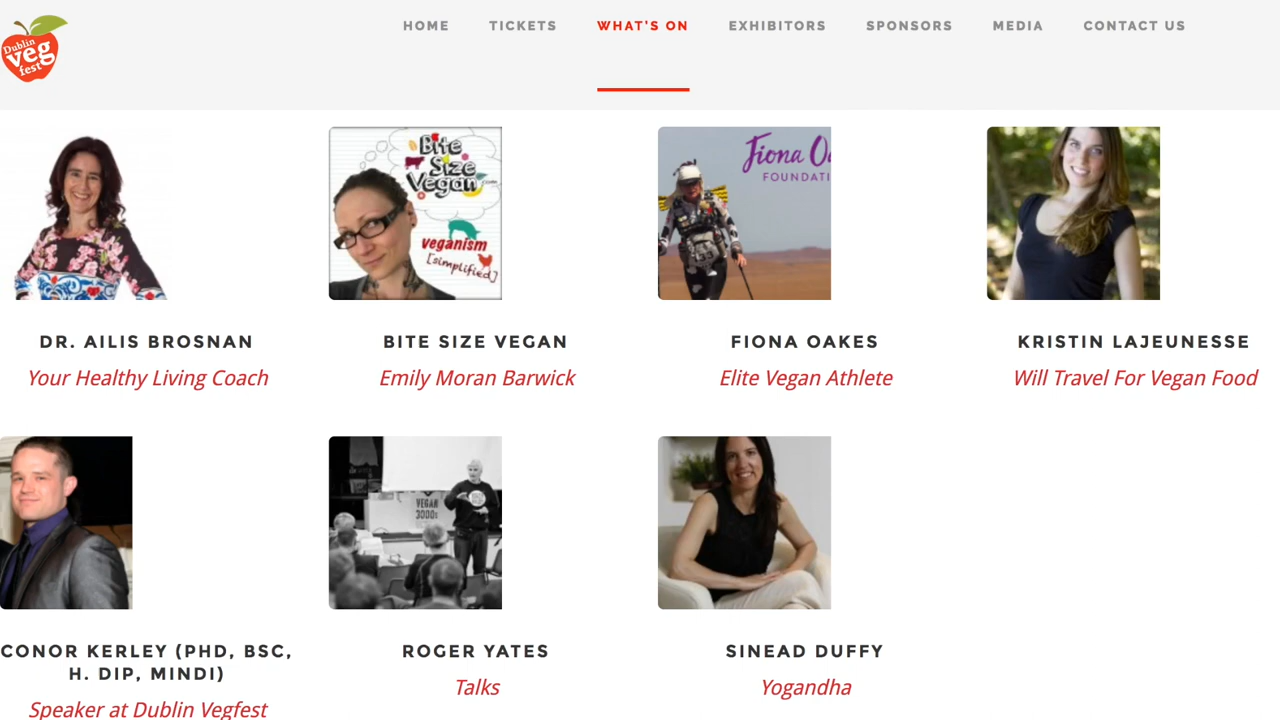 Dublin
veg
fest
HOME TICKETS WHAT'S ON EXHIBITORS SPONSORS MEDIA CONTACT US
Bite
Size
Vegan
veganism
[simplified]
Fiona Oa
FOUNDATI
DR. AILIS BROSNAN
Your Healthy Living Coach
BITE SIZE VEGAN
Emily Moran Barwick
FIONA OAKES
Elite Vegan Athlete
KRISTIN LAJEUNESSE
Will Travel For Vegan Food
VEGAN
3000s
CONOR KERLEY (PHD, BSC,
H. DIP, MINDI)
Speaker at Dublin Vegfest
ROGER YATES
Talks
SINEAD DUFFY
Yogandha